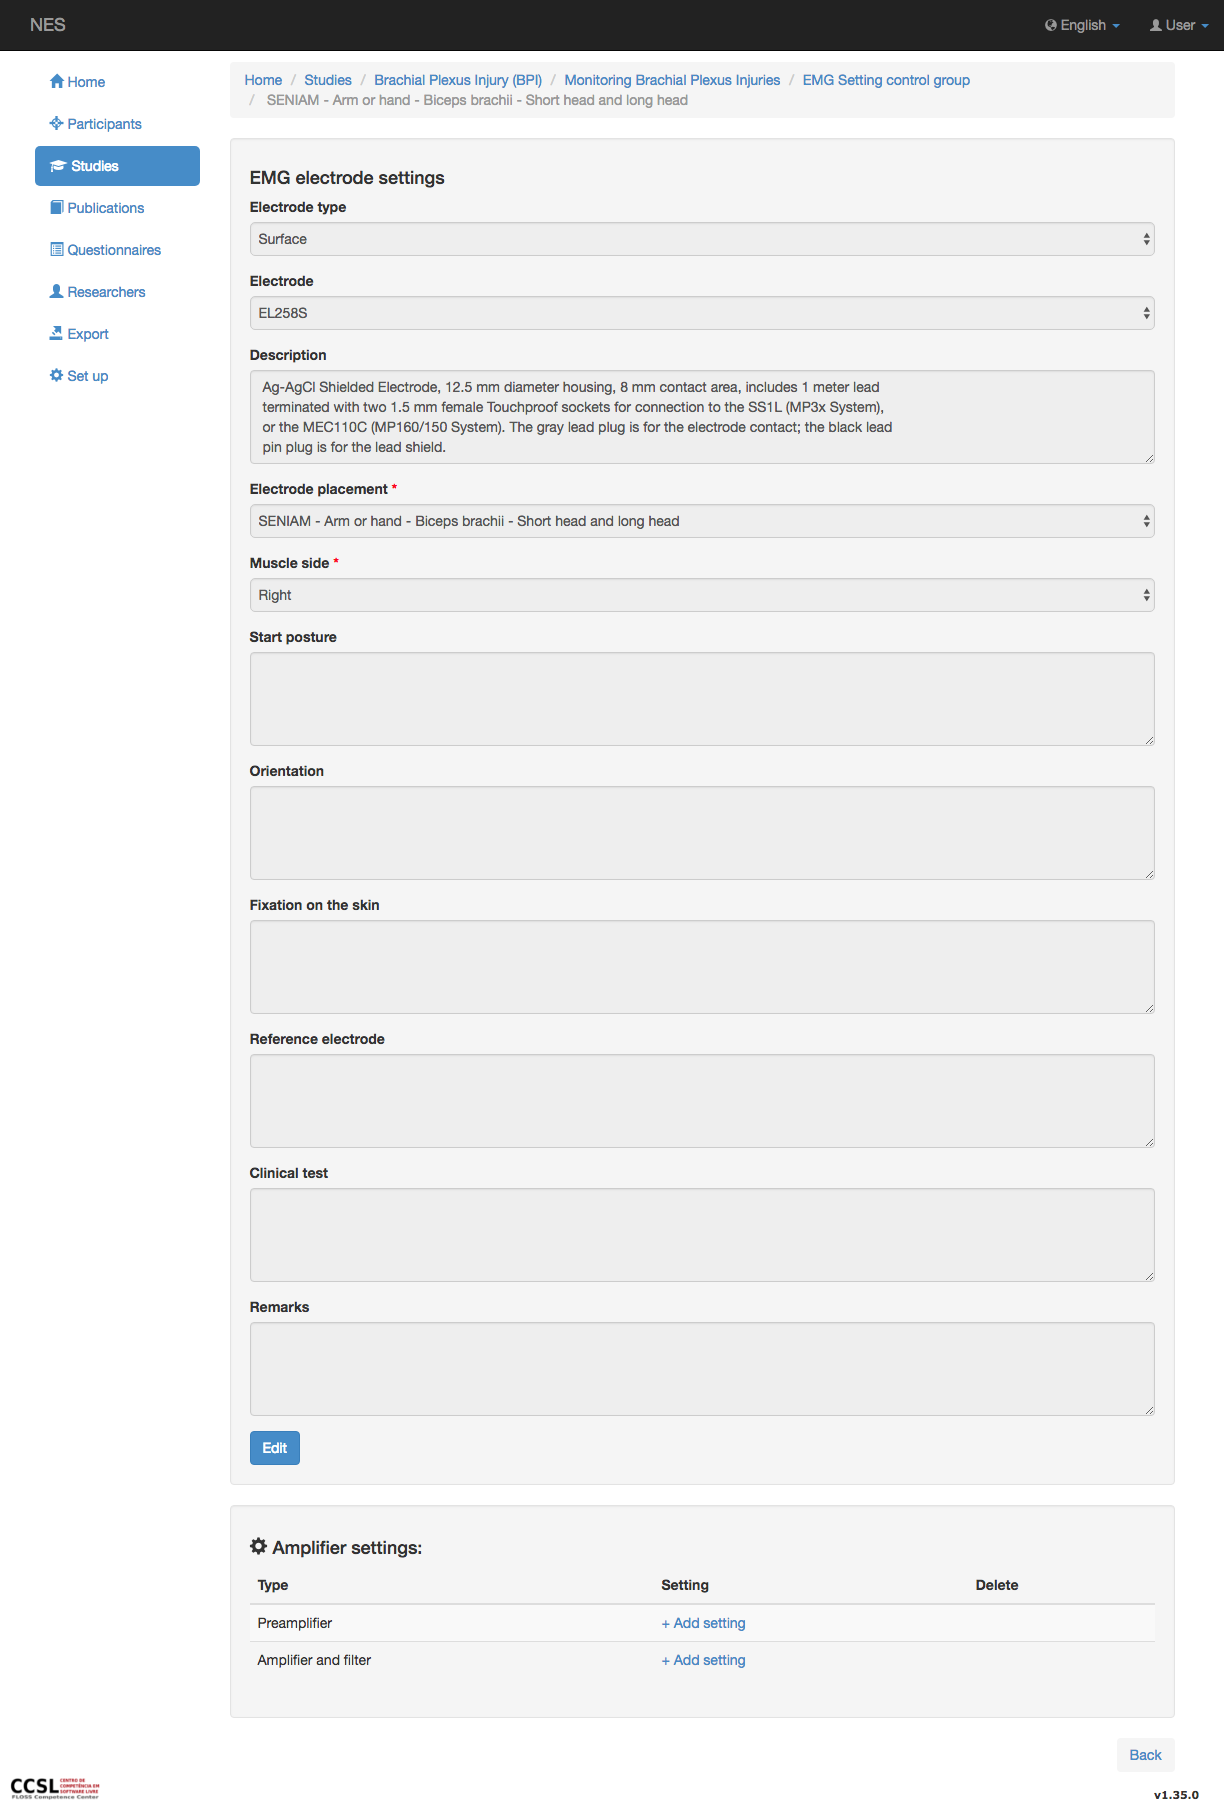 NES
English
User
Home
Participants
Studies
Publications
Questionnaires
Researchers
Export
Set up
Home / Studies / Brachial Plexus Injury (BPI) / Monitoring Brachial Plexus Injuries / EMG Setting control group
/ SENIAM - Arm or hand - Biceps brachii - Short head and long head
EMG electrode settings
Electrode type
Surface
Electrode
EL258S
Description
Ag-AgCl Shielded Electrode, 12.5 mm diameter housing, 8 mm contact area, includes 1 meter lead
terminated with two 1.5 mm female Touchproof sockets for connection to the SS1L (MP3x System),
or the MEC110C (MP160/150 System). The gray lead plug is for the electrode contact; the black lead
pin plug is for the lead shield.
Electrode placement *
SENIAM - Arm or hand - Biceps brachii - Short head and long head
Muscle side *
Right
Start posture
Orientation
Fixation on the skin
Reference electrode
Clinical test
Remarks
Edit
Amplifier settings:
Type Setting Delete
Preamplifier + Add setting
Amplifier and filter + Add setting
Back
CCSL CENTRO DE
COMPETÊNCIA EM
SOFTWARE LIVRE
FLOSS Competence Center
v1.35.0